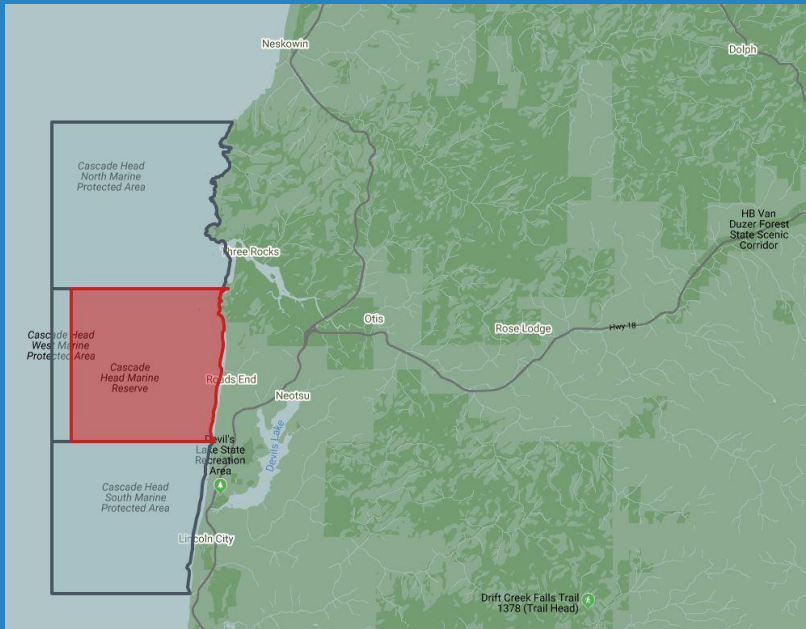 Neskowin
Dolph
Cascade Head
North Marine
Protected Area
HB Van
Duzer Forest
State Scenic
Corridor
Three Rocks
Otis
Rose Lodge
Hwy 18
Cascade Head
West Marine
Protected Area
Cascade
Head Marine
Reserve
Roads End
Neotsu
Devil's
Lake State
Recreation
Area
Devils Lake
Cascade Head
South Marine
Protected Area
Lincoln City
Drift Creek Falls Trail
1378 (Trail Head)